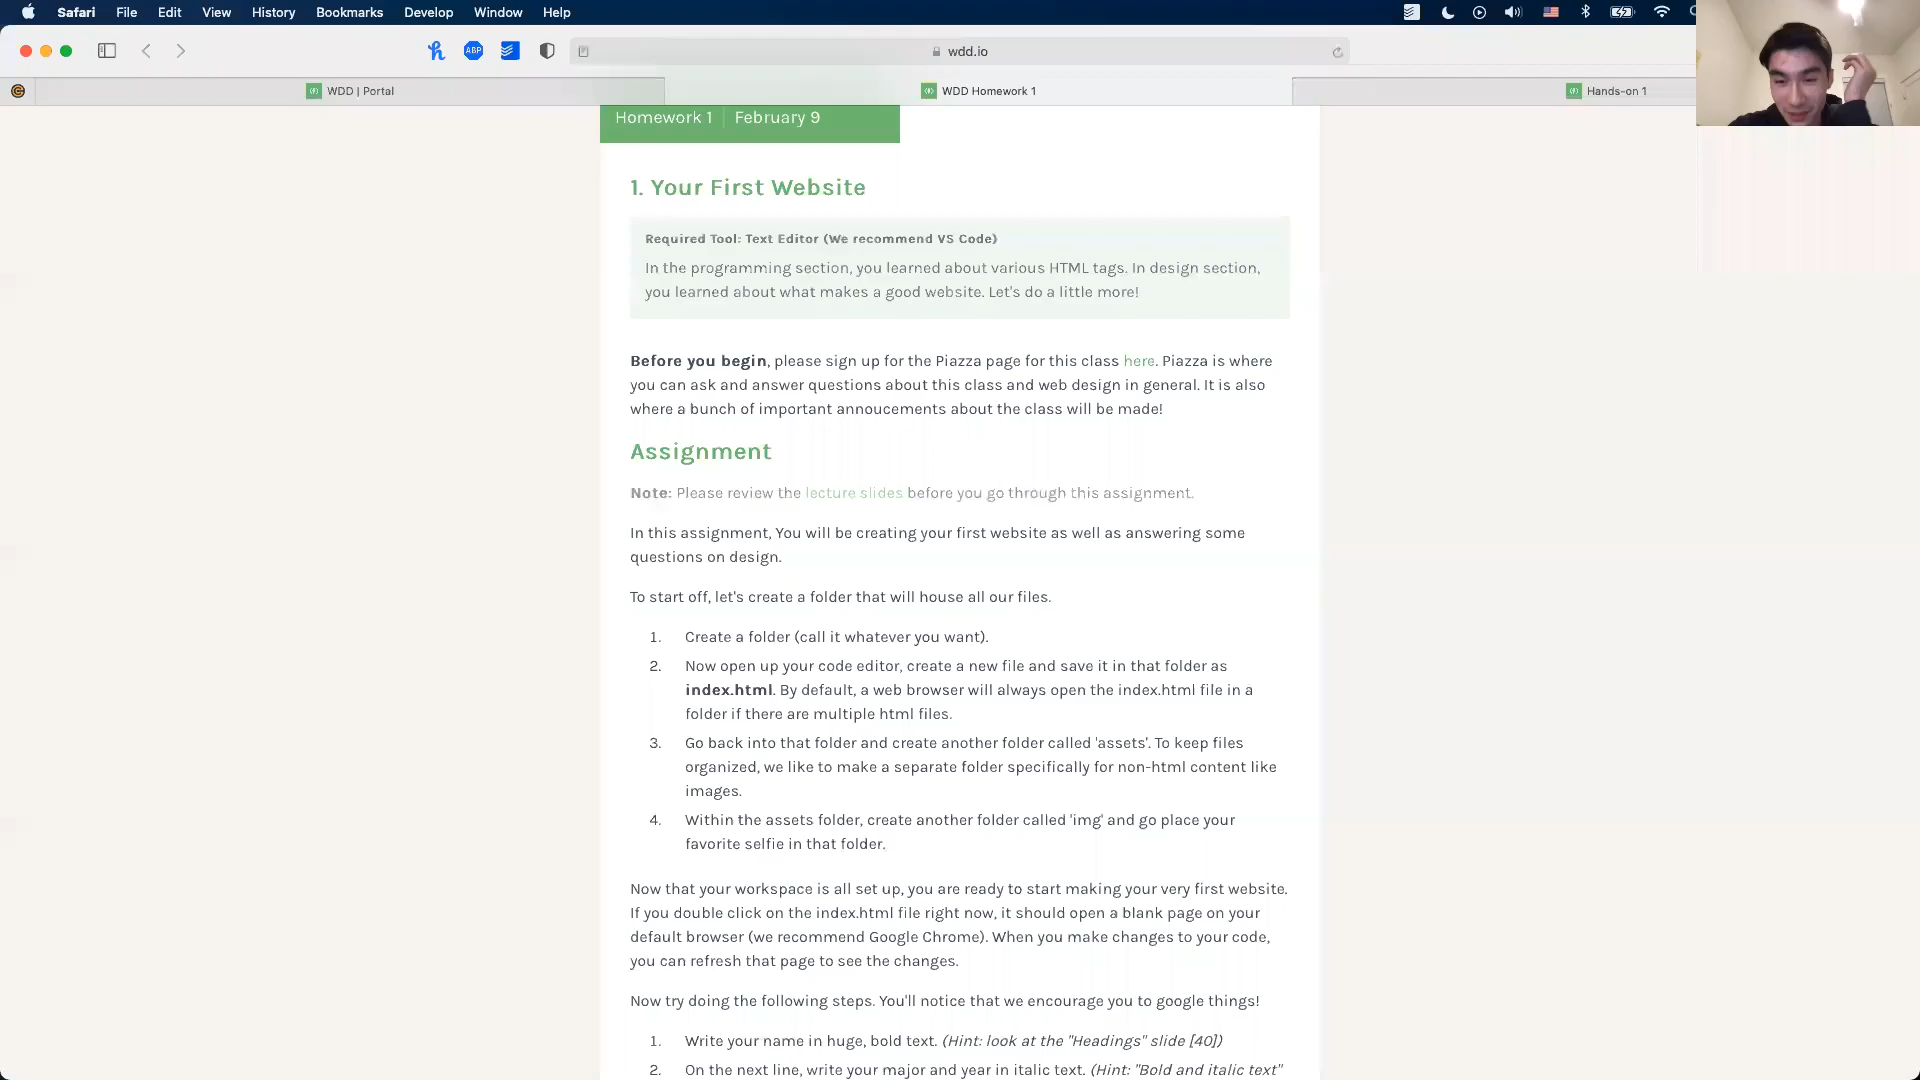 Safari File Edit View History Bookmarks Develop Window Help
ABP wdd.io
WDD | Portal WDD Homework 1 Hands-on 1
Homework 1 February 9
1. Your First Website
Required Tool: Text Editor (We recommend VS Code)
In the programming section, you learned about various HTML tags. In design section,
you learned about what makes a good website. Let's do a little more!
Before you begin, please sign up for the Piazza page for this class here. Piazza is where
you can ask and answer questions about this class and web design in general. It is also
where a bunch of important annoucements about the class will be made!
Assignment
Note: Please review the lecture slides before you go through this assignment.
In this assignment, You will be creating your first website as well as answering some
questions on design.
To start off, let's create a folder that will house all our files.
1. Create a folder (call it whatever you want).
2. Now open up your code editor, create a new file and save it in that folder as
index.html. By default, a web browser will always open the index.html file in a
folder if there are multiple html files.
3. Go back into that folder and create another folder called 'assets'. To keep files
organized, we like to make a separate folder specifically for non-html content like
images.
4. Within the assets folder, create another folder called 'img' and go place your
favorite selfie in that folder.
Now that your workspace is all set up, you are ready to start making your very first website.
If you double click on the index.html file right now, it should open a blank page on your
default browser (we recommend Google Chrome). When you make changes to your code,
you can refresh that page to see the changes.
Now try doing the following steps. You'll notice that we encourage you to google things!
1. Write your name in huge, bold text. (Hint: look at the "Headings" slide [40])
2. On the next line, write your major and year in italic text. (Hint: "Bold and italic text"